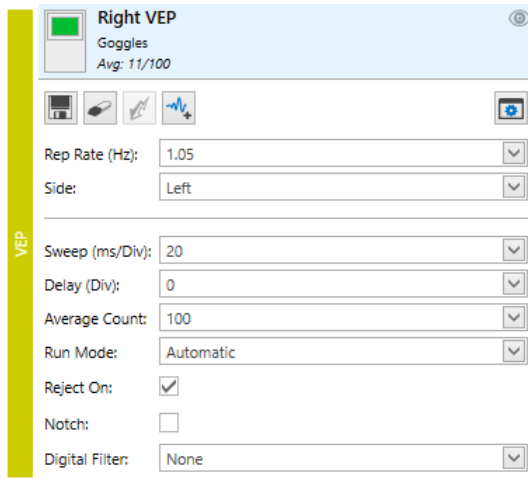 Right VEP
Goggles
Avg: 11/100
Rep Rate (Hz): 1.05
Side: Left
VEP
Sweep (ms/Div): 20
Delay (Div): 0
Average Count: 100
Run Mode: Automatic
Reject On:
Notch:
Digital Filter: None